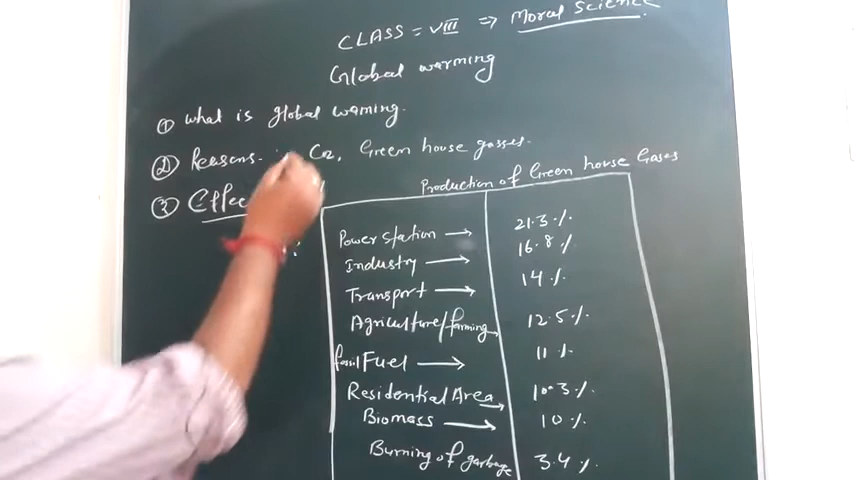 CLASS = VIII ⇒ Moral Science
Global warming
① what is global waming.
② Reasons. Co2, Green house gasses.
③ Effec
Production of Green house Gases
Power station → 21.3 %
Industry → 16.8 %
Transport → 14 %
Agriculture/farming → 12.5 %
fossil Fuel → 11 %
Residential Area → 10.3 %
Biomass → 10 %
Burning of garbage 3.4 %